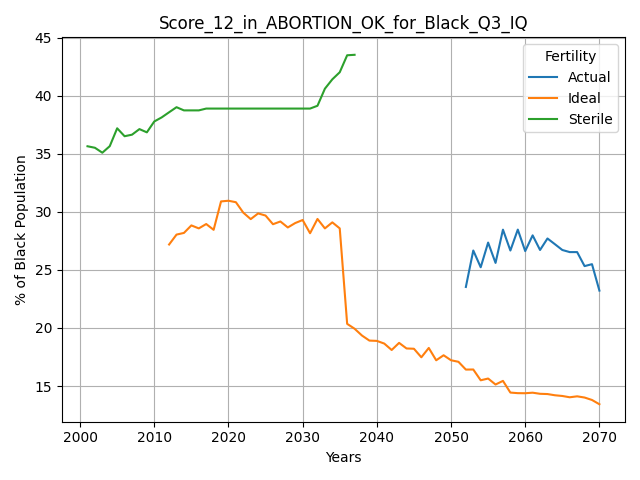 Score_12_in_ABORTION_OK_for_Black_Q3_IQ
Fertility
Actual
Ideal
Sterile
% of Black Population
45
40
35
30
25
20
15
2000 2010 2020 2030 2040 2050 2060 2070
Years